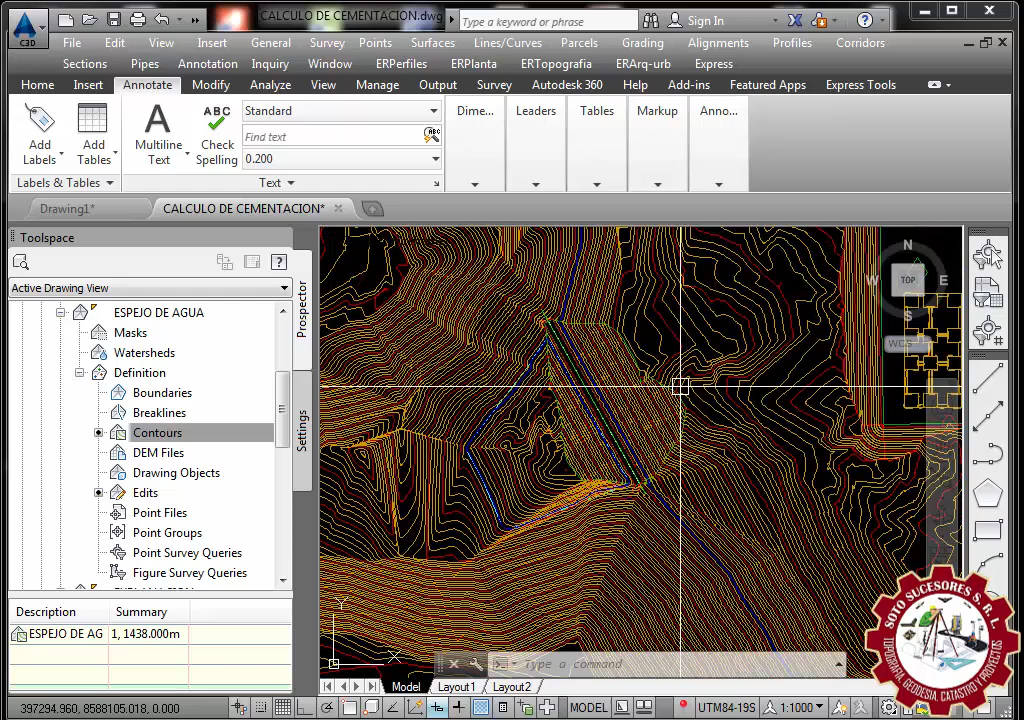 CALCULO DE CEMENTACION.dwg
Type a keyword or phrase
Sign In
C3D
File Edit View Insert General Survey Points Surfaces Lines/Curves Parcels Grading Alignments Profiles Corridors
Sections Pipes Annotation Inquiry Window ERPerfiles ERPlanta ERTopografia ERArq-urb Express
Home Insert Annotate Modify Analyze View Manage Output Survey Autodesk 360 Help Add-ins Featured Apps Express Tools
Add Labels
Add Tables
Multiline Text
ABC
Check Spelling
Standard
Find text
0.200
Dime...
Leaders
Tables
Markup
Anno...
Labels & Tables
Text
Drawing1*
CALCULO DE CEMENTACION*
Toolspace
Active Drawing View
Prospector
Settings
ESPEJO DE AGUA
Masks
Watersheds
Definition
Boundaries
Breaklines
Contours
DEM Files
Drawing Objects
Edits
Point Files
Point Groups
Point Survey Queries
Figure Survey Queries
Description Summary
ESPEJO DE AG 1, 1438.000m
N
W TOP E
S
WCS
Y
X
Type a command
Model Layout1 Layout2
397294.960, 8588105.018, 0.000
MODEL
UTM84-19S
1:1000
SOTO SUCESORES S.R.L.
TOPOGRAFIA, GEODESIA, CATASTRO Y PROYECTOS